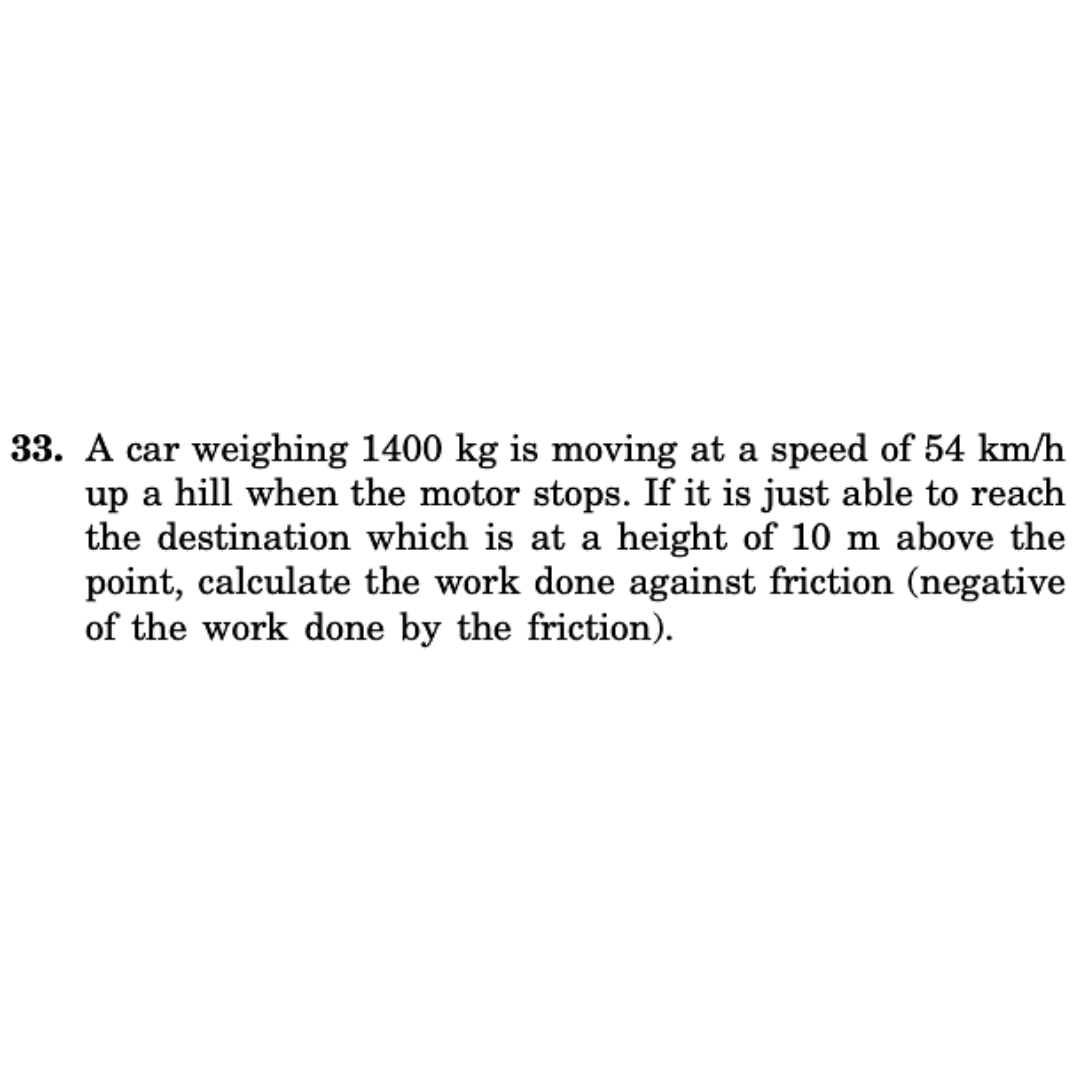 33. A car weighing 1400 kg is moving at a speed of 54 km/h
up a hill when the motor stops. If it is just able to reach
the destination which is at a height of 10 m above the
point, calculate the work done against friction (negative
of the work done by the friction).